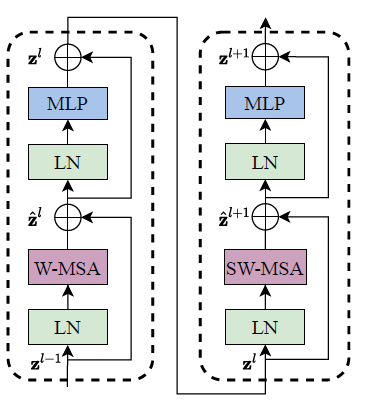 z^l
MLP
LN
ẑ^l
W-MSA
LN
z^{l-1}
z^{l+1}
MLP
LN
ẑ^{l+1}
SW-MSA
LN
z^l